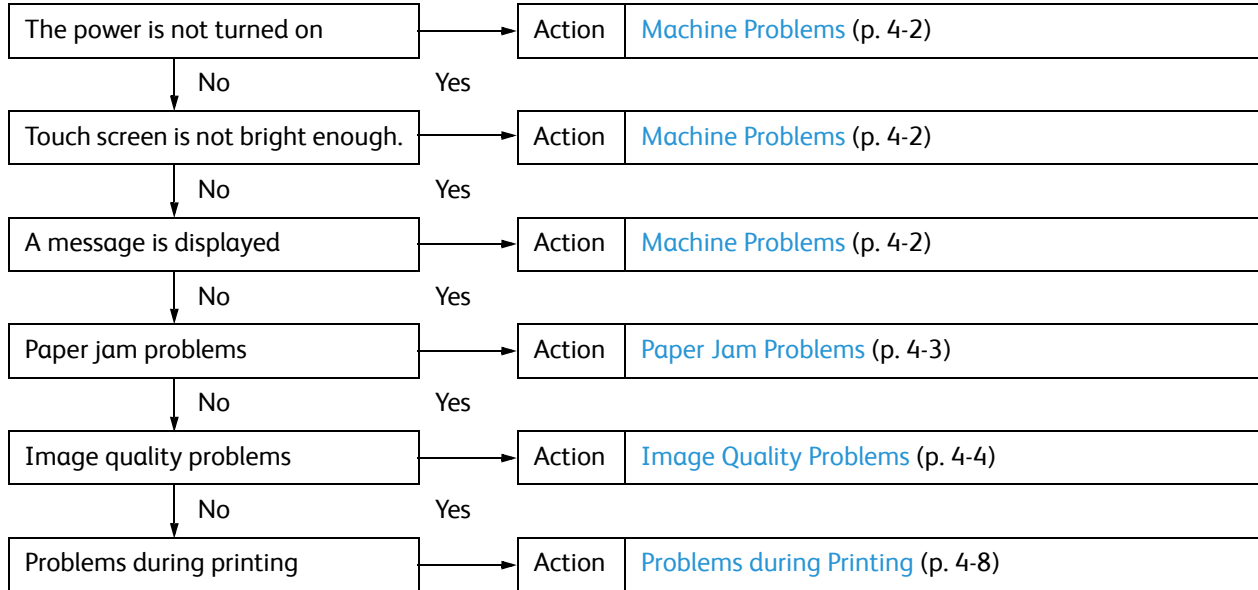 The power is not turned on Action Machine Problems (p. 4-2)
No Yes
Touch screen is not bright enough. Action Machine Problems (p. 4-2)
No Yes
A message is displayed Action Machine Problems (p. 4-2)
No Yes
Paper jam problems Action Paper Jam Problems (p. 4-3)
No Yes
Image quality problems Action Image Quality Problems (p. 4-4)
No Yes
Problems during printing Action Problems during Printing (p. 4-8)